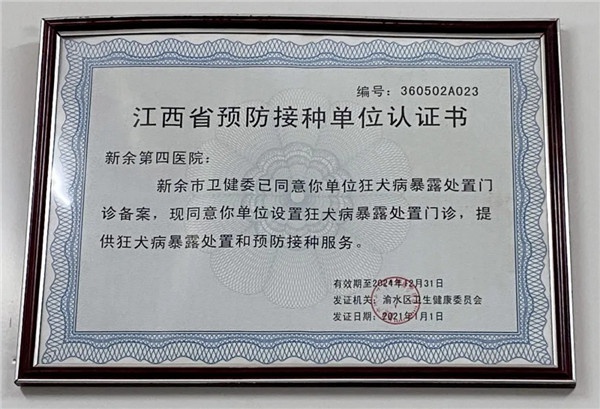 编号：360502A023
江西省预防接种单位认证书
新余第四医院：
新余市卫健委已同意你单位狂犬病暴露处置门
诊备案，现同意你单位设置狂犬病暴露处置门诊，提
供狂犬病暴露处置和预防接种服务。
有效期至2024年12月31日
发证机关：渝水区卫生健康委员会
发证日期：2021年1月1日